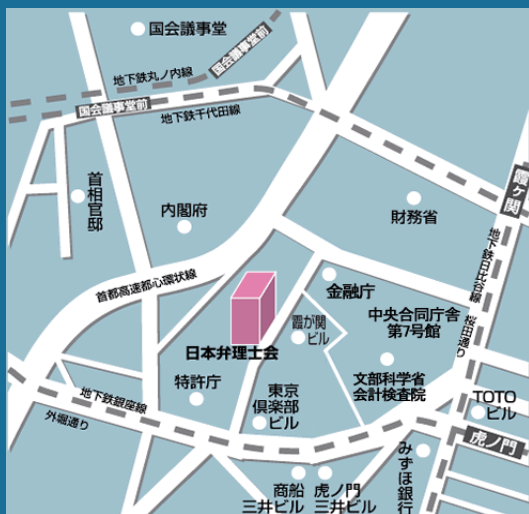 国会議事堂
地下鉄丸ノ内線
国会議事堂前
国会議事堂前
地下鉄千代田線
首相官邸
内閣府
財務省
霞ヶ関
地下鉄日比谷線
桜田通り
首都高速都心環状線
金融庁
霞が関
ビル
中央合同庁舎
第7号館
日本弁理士会
特許庁
文部科学省
会計検査院
東京
倶楽部
ビル
地下鉄銀座線
外堀通り
TOTO
ビル
虎ノ門
みずほ銀行
商船
三井ビル
虎ノ門
三井ビル